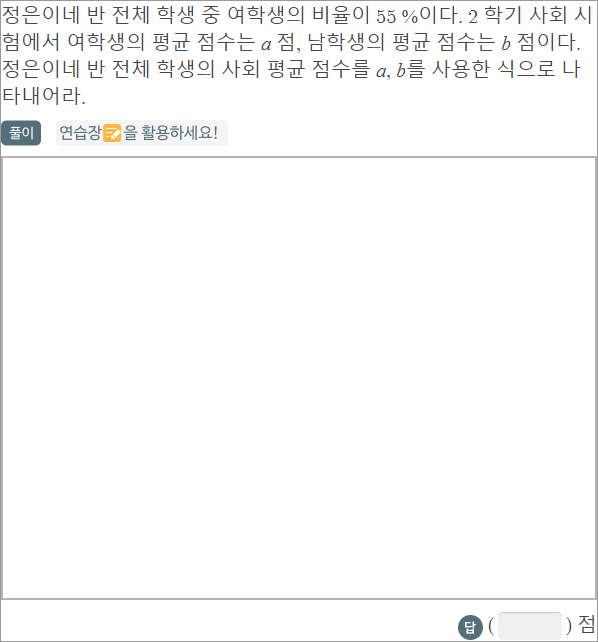 정은이네 반 전체 학생 중 여학생의 비율이 55 %이다. 2 학기 사회 시
험에서 여학생의 평균 점수는 a 점, 남학생의 평균 점수는 b 점이다.
정은이네 반 전체 학생의 사회 평균 점수를 a, b를 사용한 식으로 나
타내어라.
풀이 연습장을 활용하세요!
답 ( ) 점